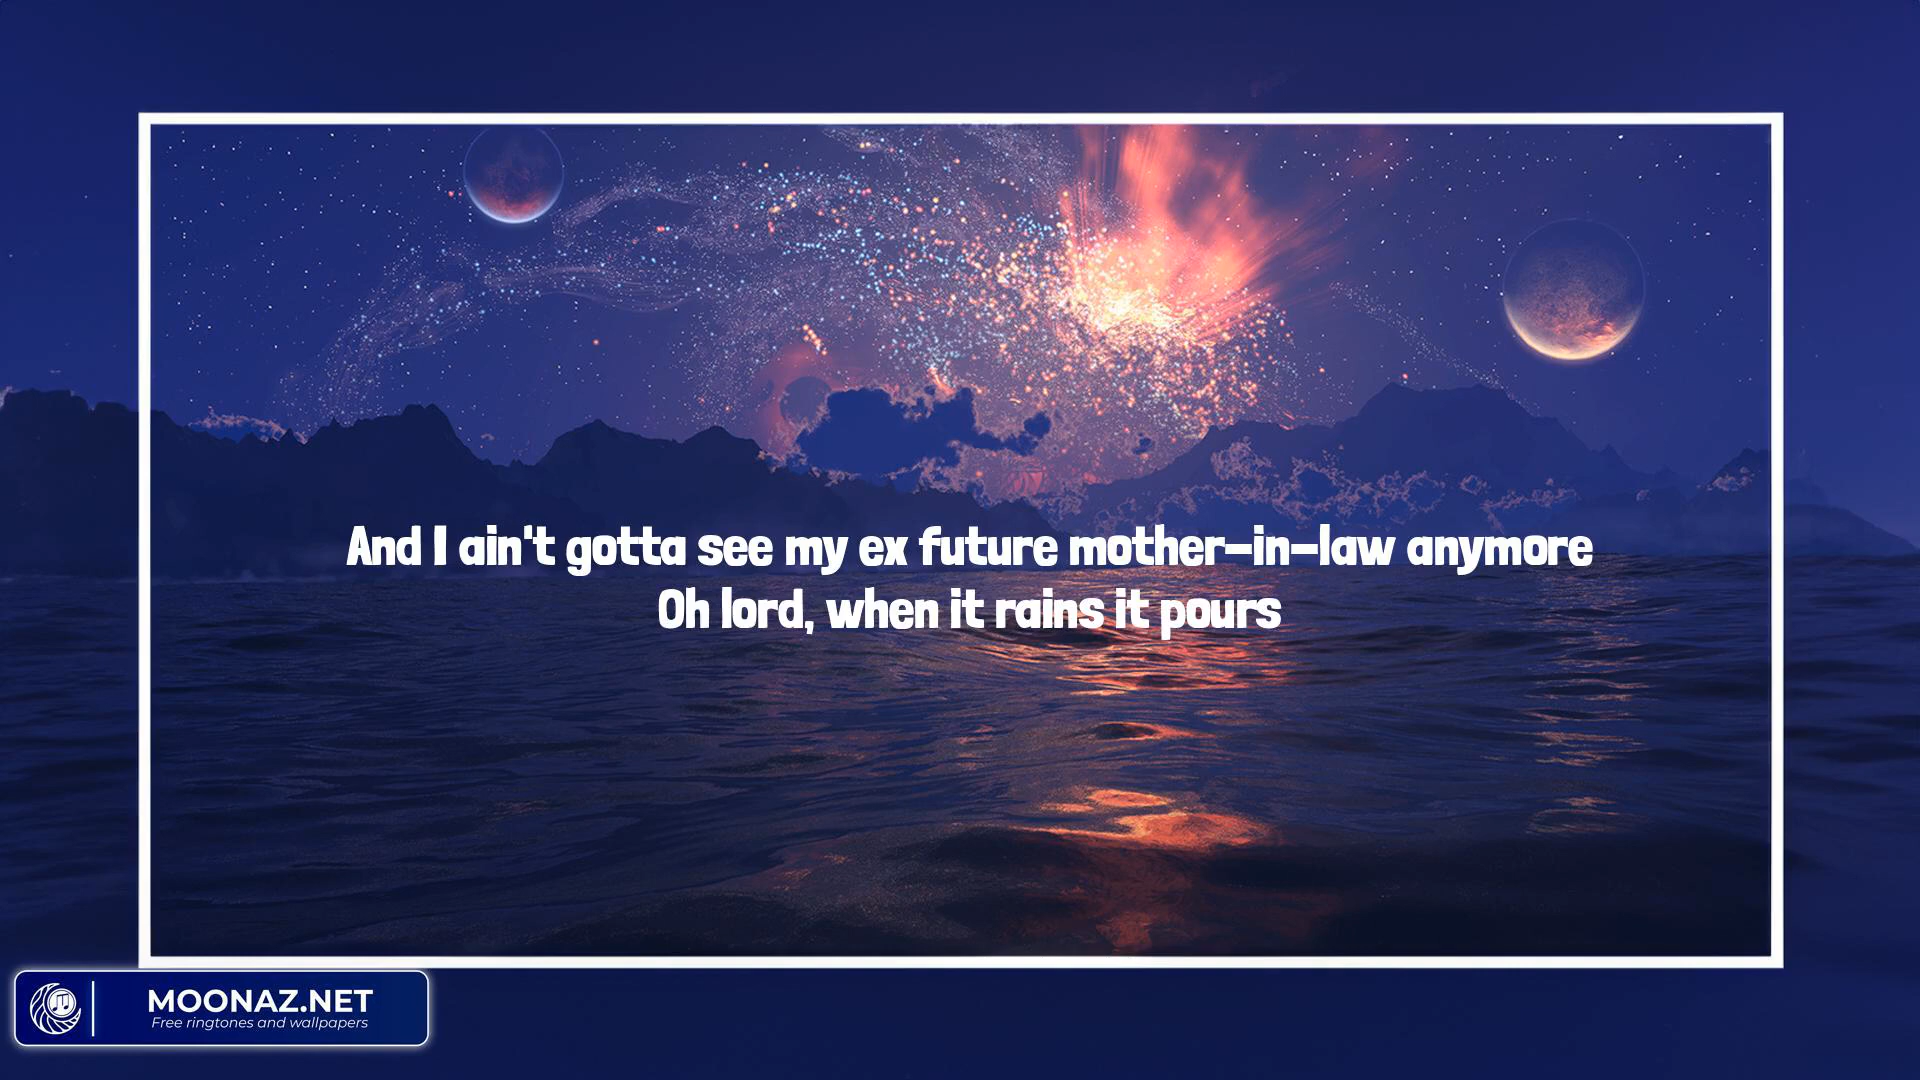 And I ain't gotta see my ex future mother-in-law anymore
Oh lord, when it rains it pours
MOONAZ.NET
Free ringtones and wallpapers